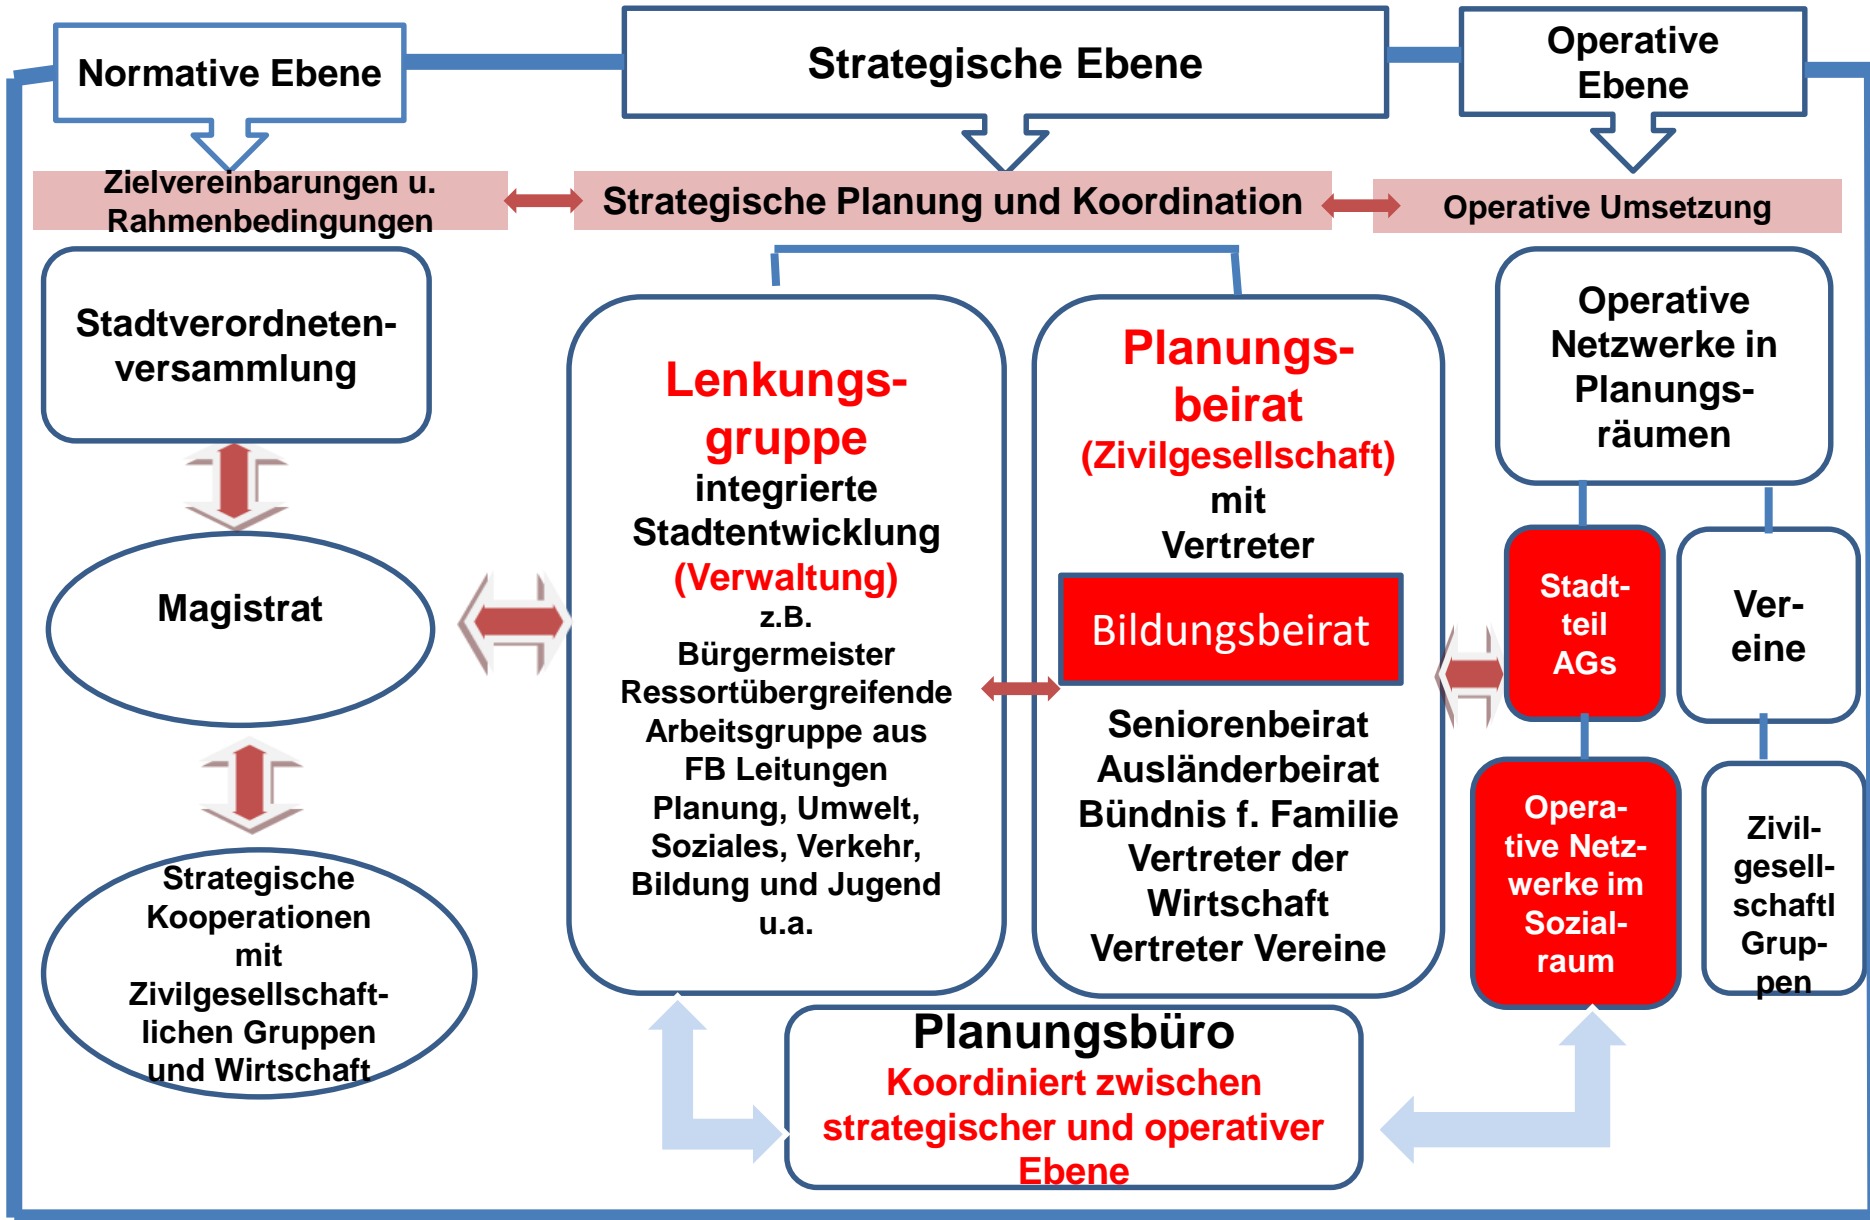 Normative Ebene
Strategische Ebene
Operative
Ebene
Zielvereinbarungen u.
Rahmenbedingungen
Strategische Planung und Koordination
Operative Umsetzung
Stadtverordneten-
versammlung
Magistrat
Strategische
Kooperationen
mit
Zivilgesellschaft-
lichen Gruppen
und Wirtschaft
Lenkungs-
gruppe
integrierte
Stadtentwicklung
(Verwaltung)
z.B.
Bürgermeister
Ressortübergreifende
Arbeitsgruppe aus
FB Leitungen
Planung, Umwelt,
Soziales, Verkehr,
Bildung und Jugend
u.a.
Planungs-
beirat
(Zivilgesellschaft)
mit
Vertreter
Bildungsbeirat
Seniorenbeirat
Ausländerbeirat
Bündnis f. Familie
Vertreter der
Wirtschaft
Vertreter Vereine
Operative
Netzwerke in
Planungs-
räumen
Stadt-
teil
AGs
Ver-
eine
Opera-
tive Netz-
werke im
Sozial-
raum
Zivil-
gesell-
schaftl
Grup-
pen
Planungsbüro
Koordiniert zwischen
strategischer und operativer
Ebene